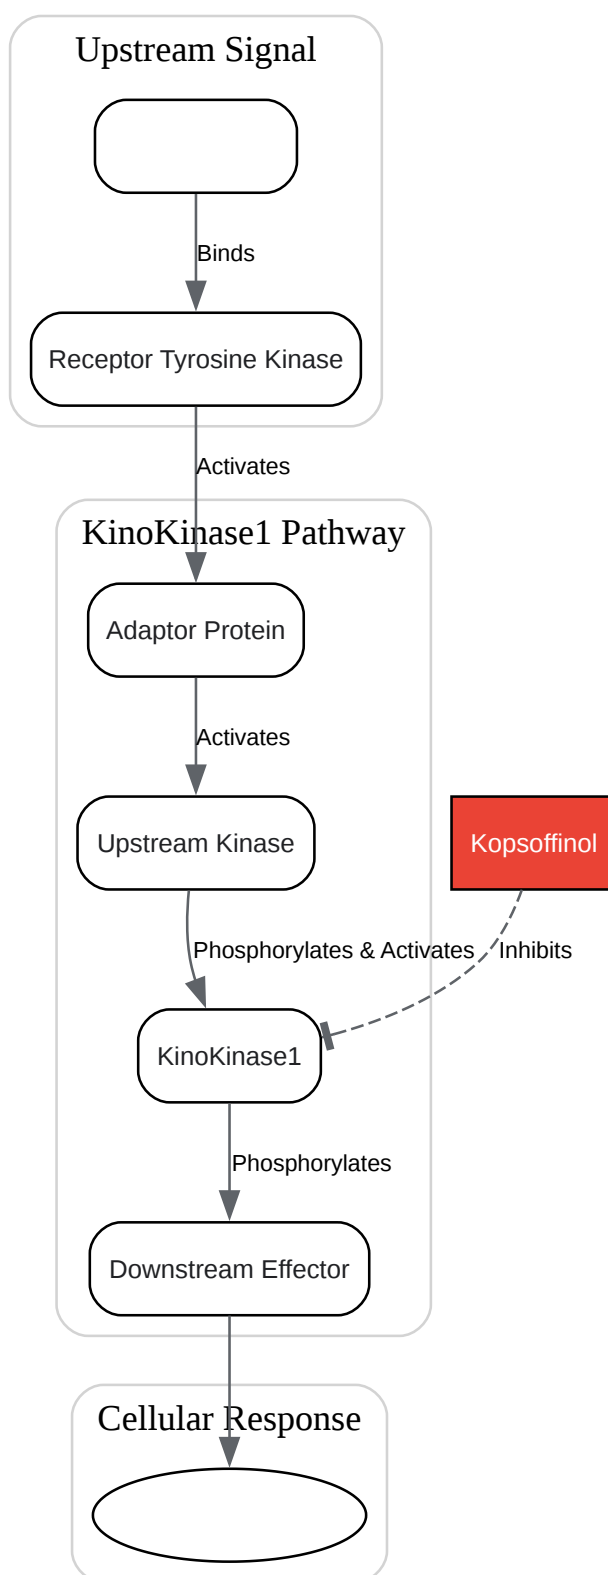 Upstream Signal
Binds
Receptor Tyrosine Kinase
Activates
KinoKinase1 Pathway
Adaptor Protein
Activates
Upstream Kinase
Kopsoffinol
Phosphorylates & Activates
Inhibits
KinoKinase1
Phosphorylates
Downstream Effector
Cellular Response